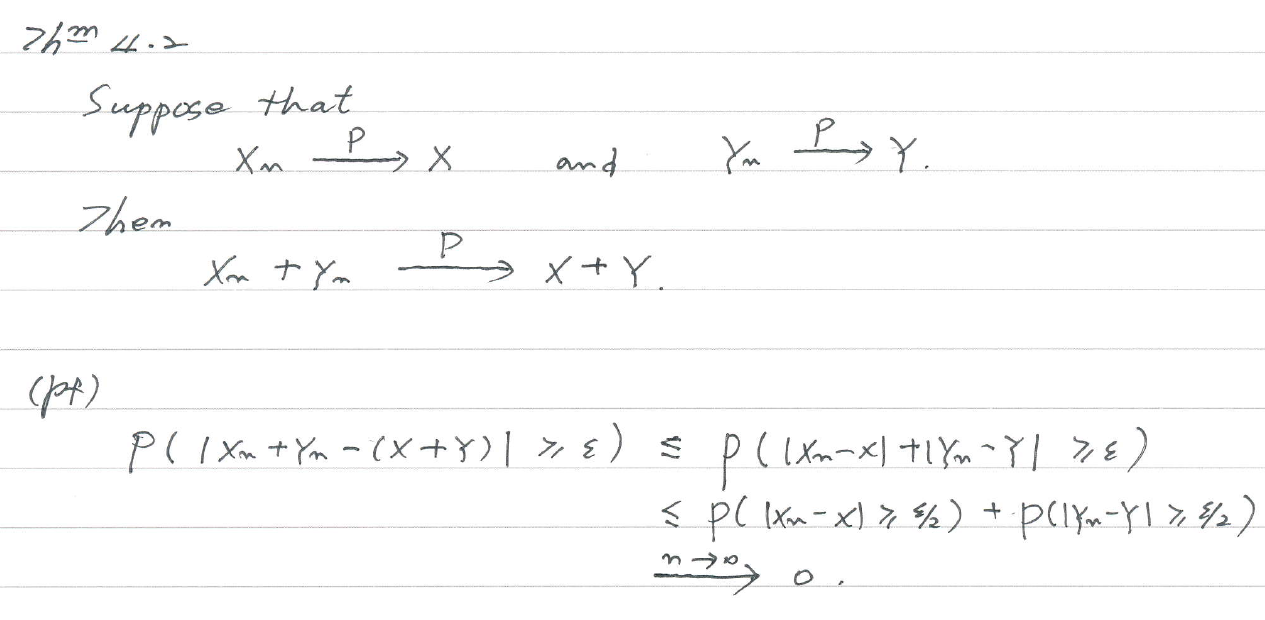 Thm 4.2
Suppose that
Xn P→ X and Yn P→ Y.
Then
Xn + Yn P→ X + Y.
(pf)
P( |Xn + Yn − (X + Y)| ≥ ε ) ≤ P( |Xn − X| + |Yn − Y| ≥ ε )
≤ P( |Xn − X| ≥ ε/2 ) + P( |Yn − Y| ≥ ε/2 )
n→∞→ 0.